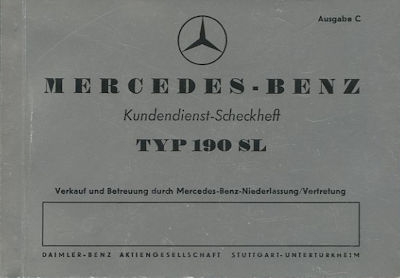 Ausgabe C
MERCEDES-BENZ
Kundendienst-Scheckheft
TYP 190 SL
Verkauf und Betreuung durch Mercedes-Benz-Niederlassung/Vertretung
DAIMLER-BENZ AKTIENGESELLSCHAFT STUTTGART-UNTERTURKHEIM